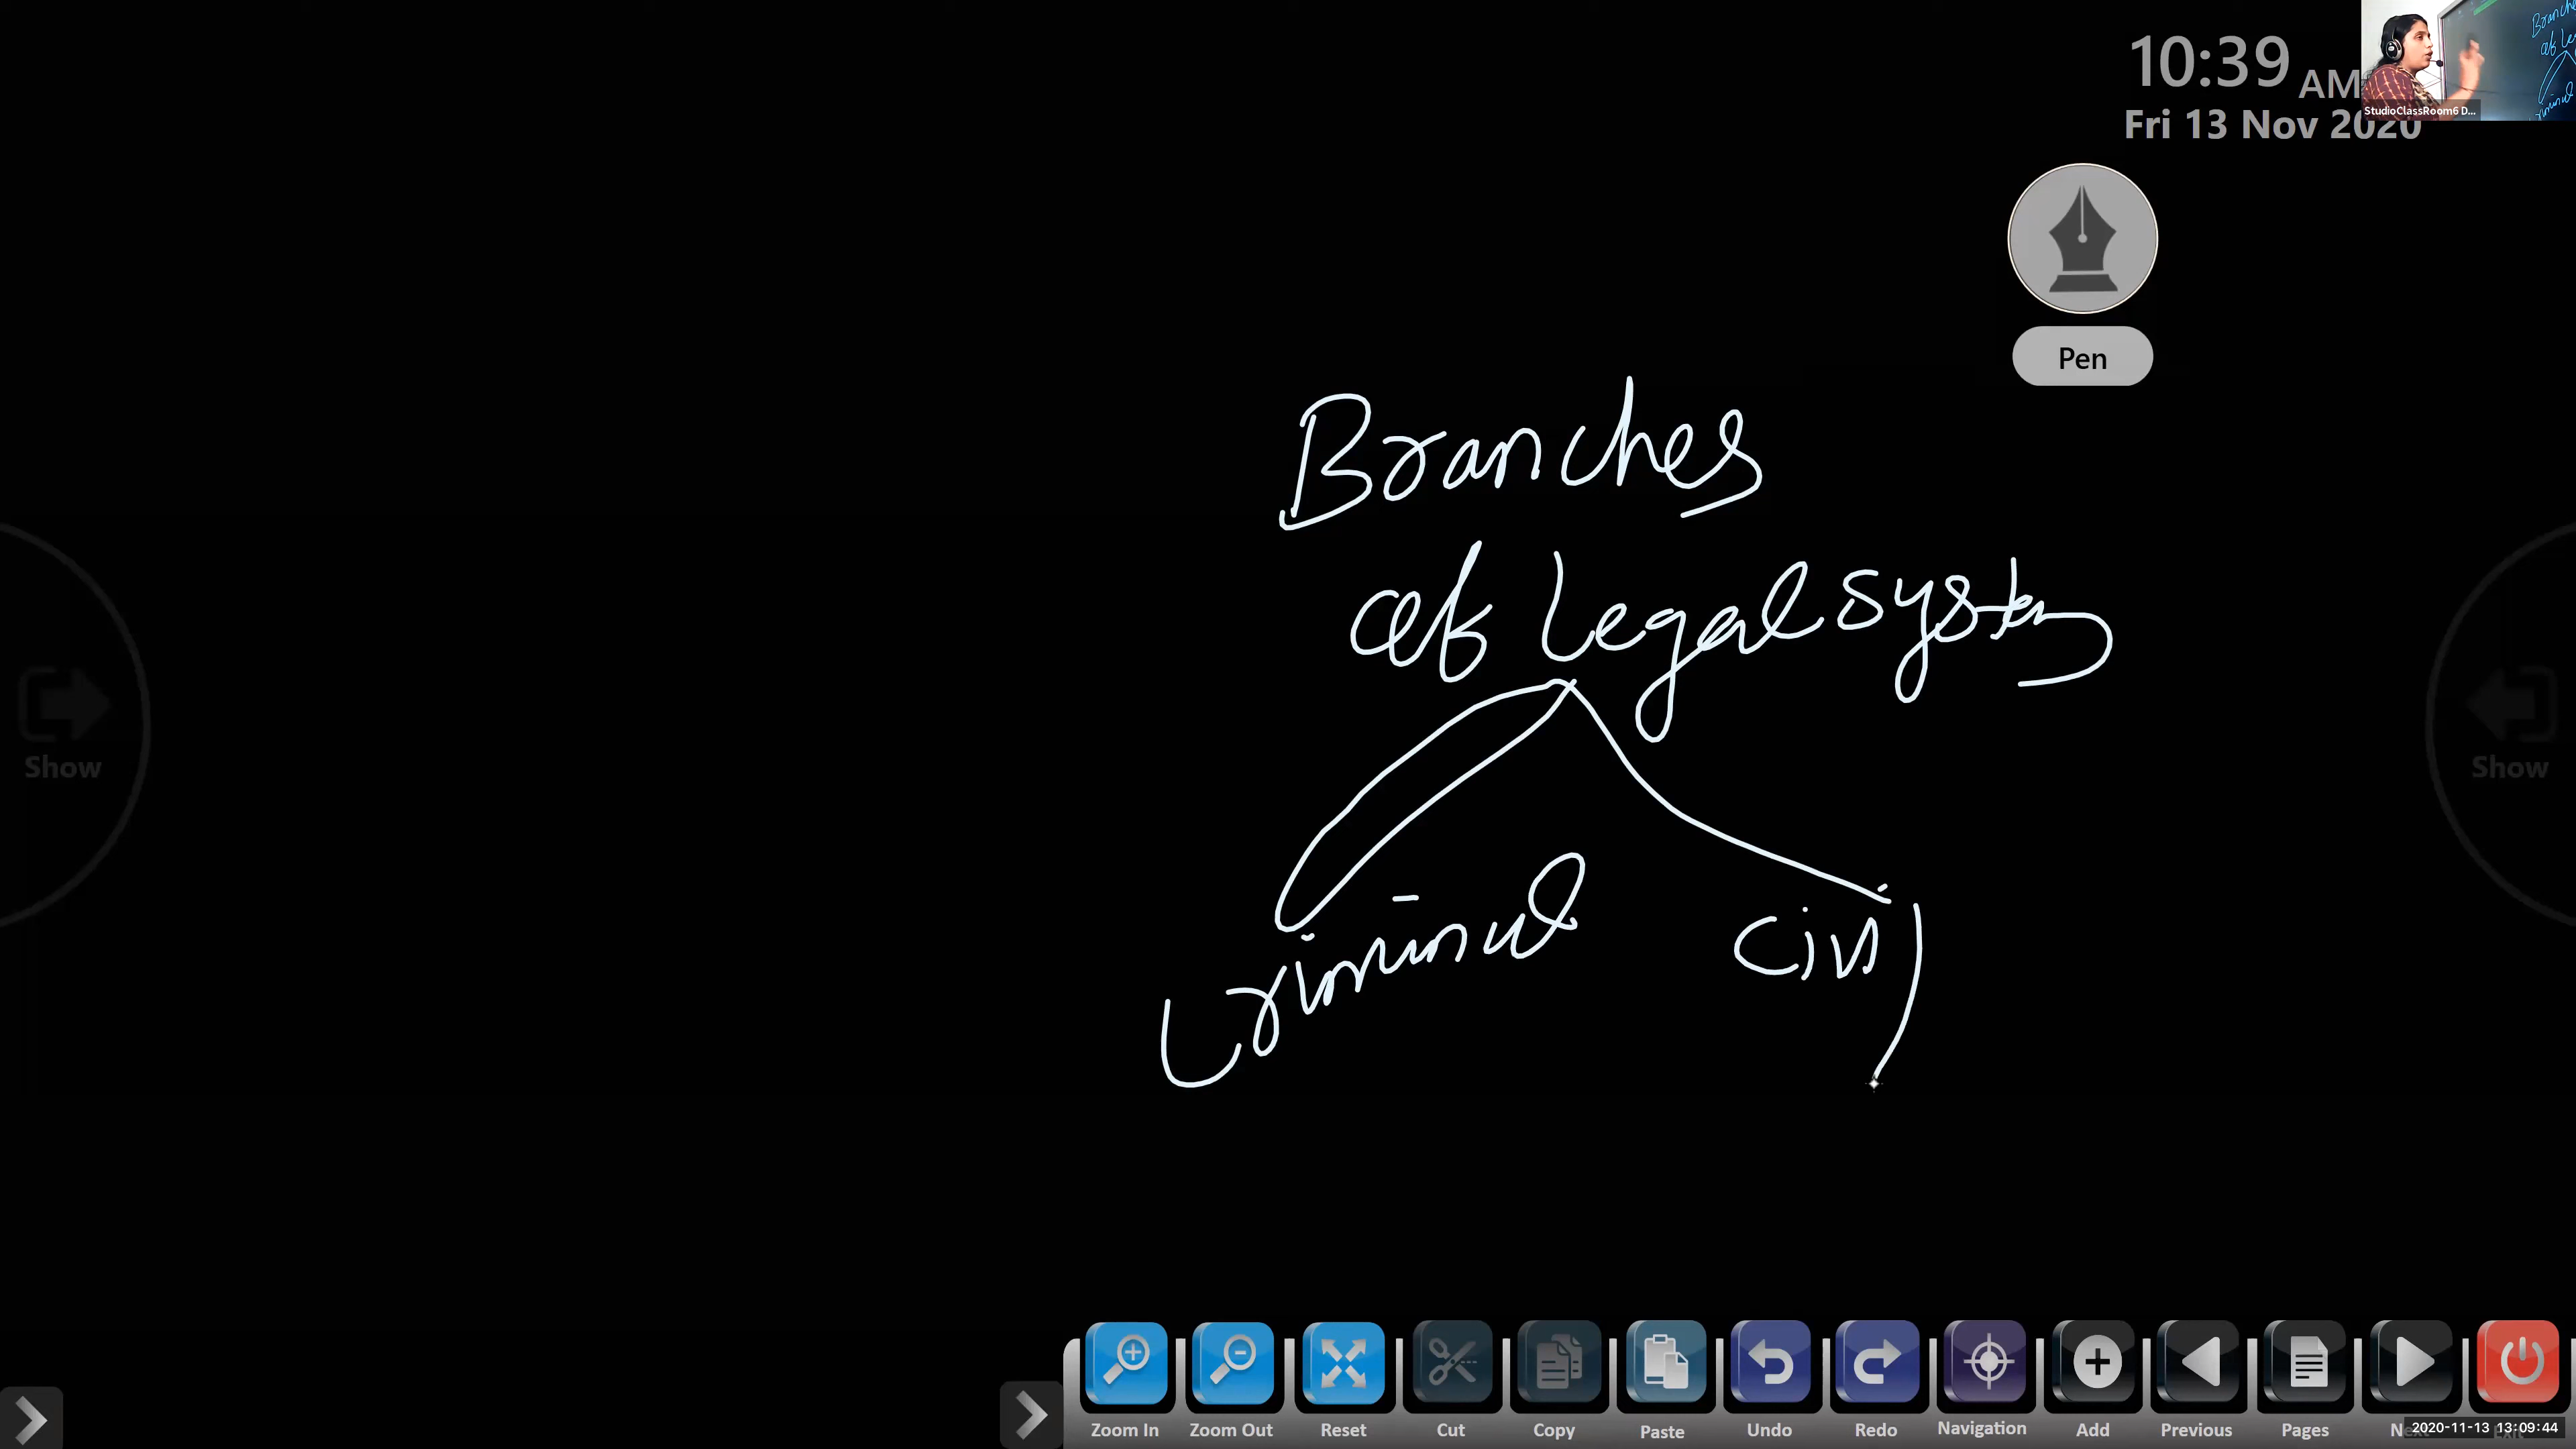 10:39 AM
Fri 13 Nov 2020
StudioClassRoom6 D...
Pen
Branches
of Legal system
Criminal Civil
Show Show
Zoom In Zoom Out Reset Cut Copy Paste Undo Redo Navigation Add Previous Pages
2020-11-13 13:09:44